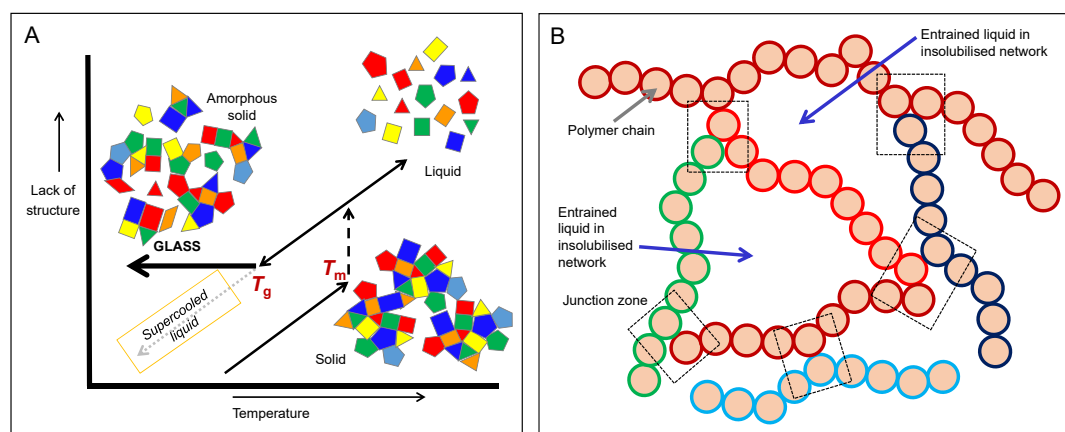 A
Amorphous
solid
Liquid
Lack of
structure
GLASS
Tg
Tm
Supercooled
liquid
Solid
Temperature
B
Entrained liquid in
insolubilised network
Polymer chain
Entrained
liquid in
insolubilised
network
Junction zone